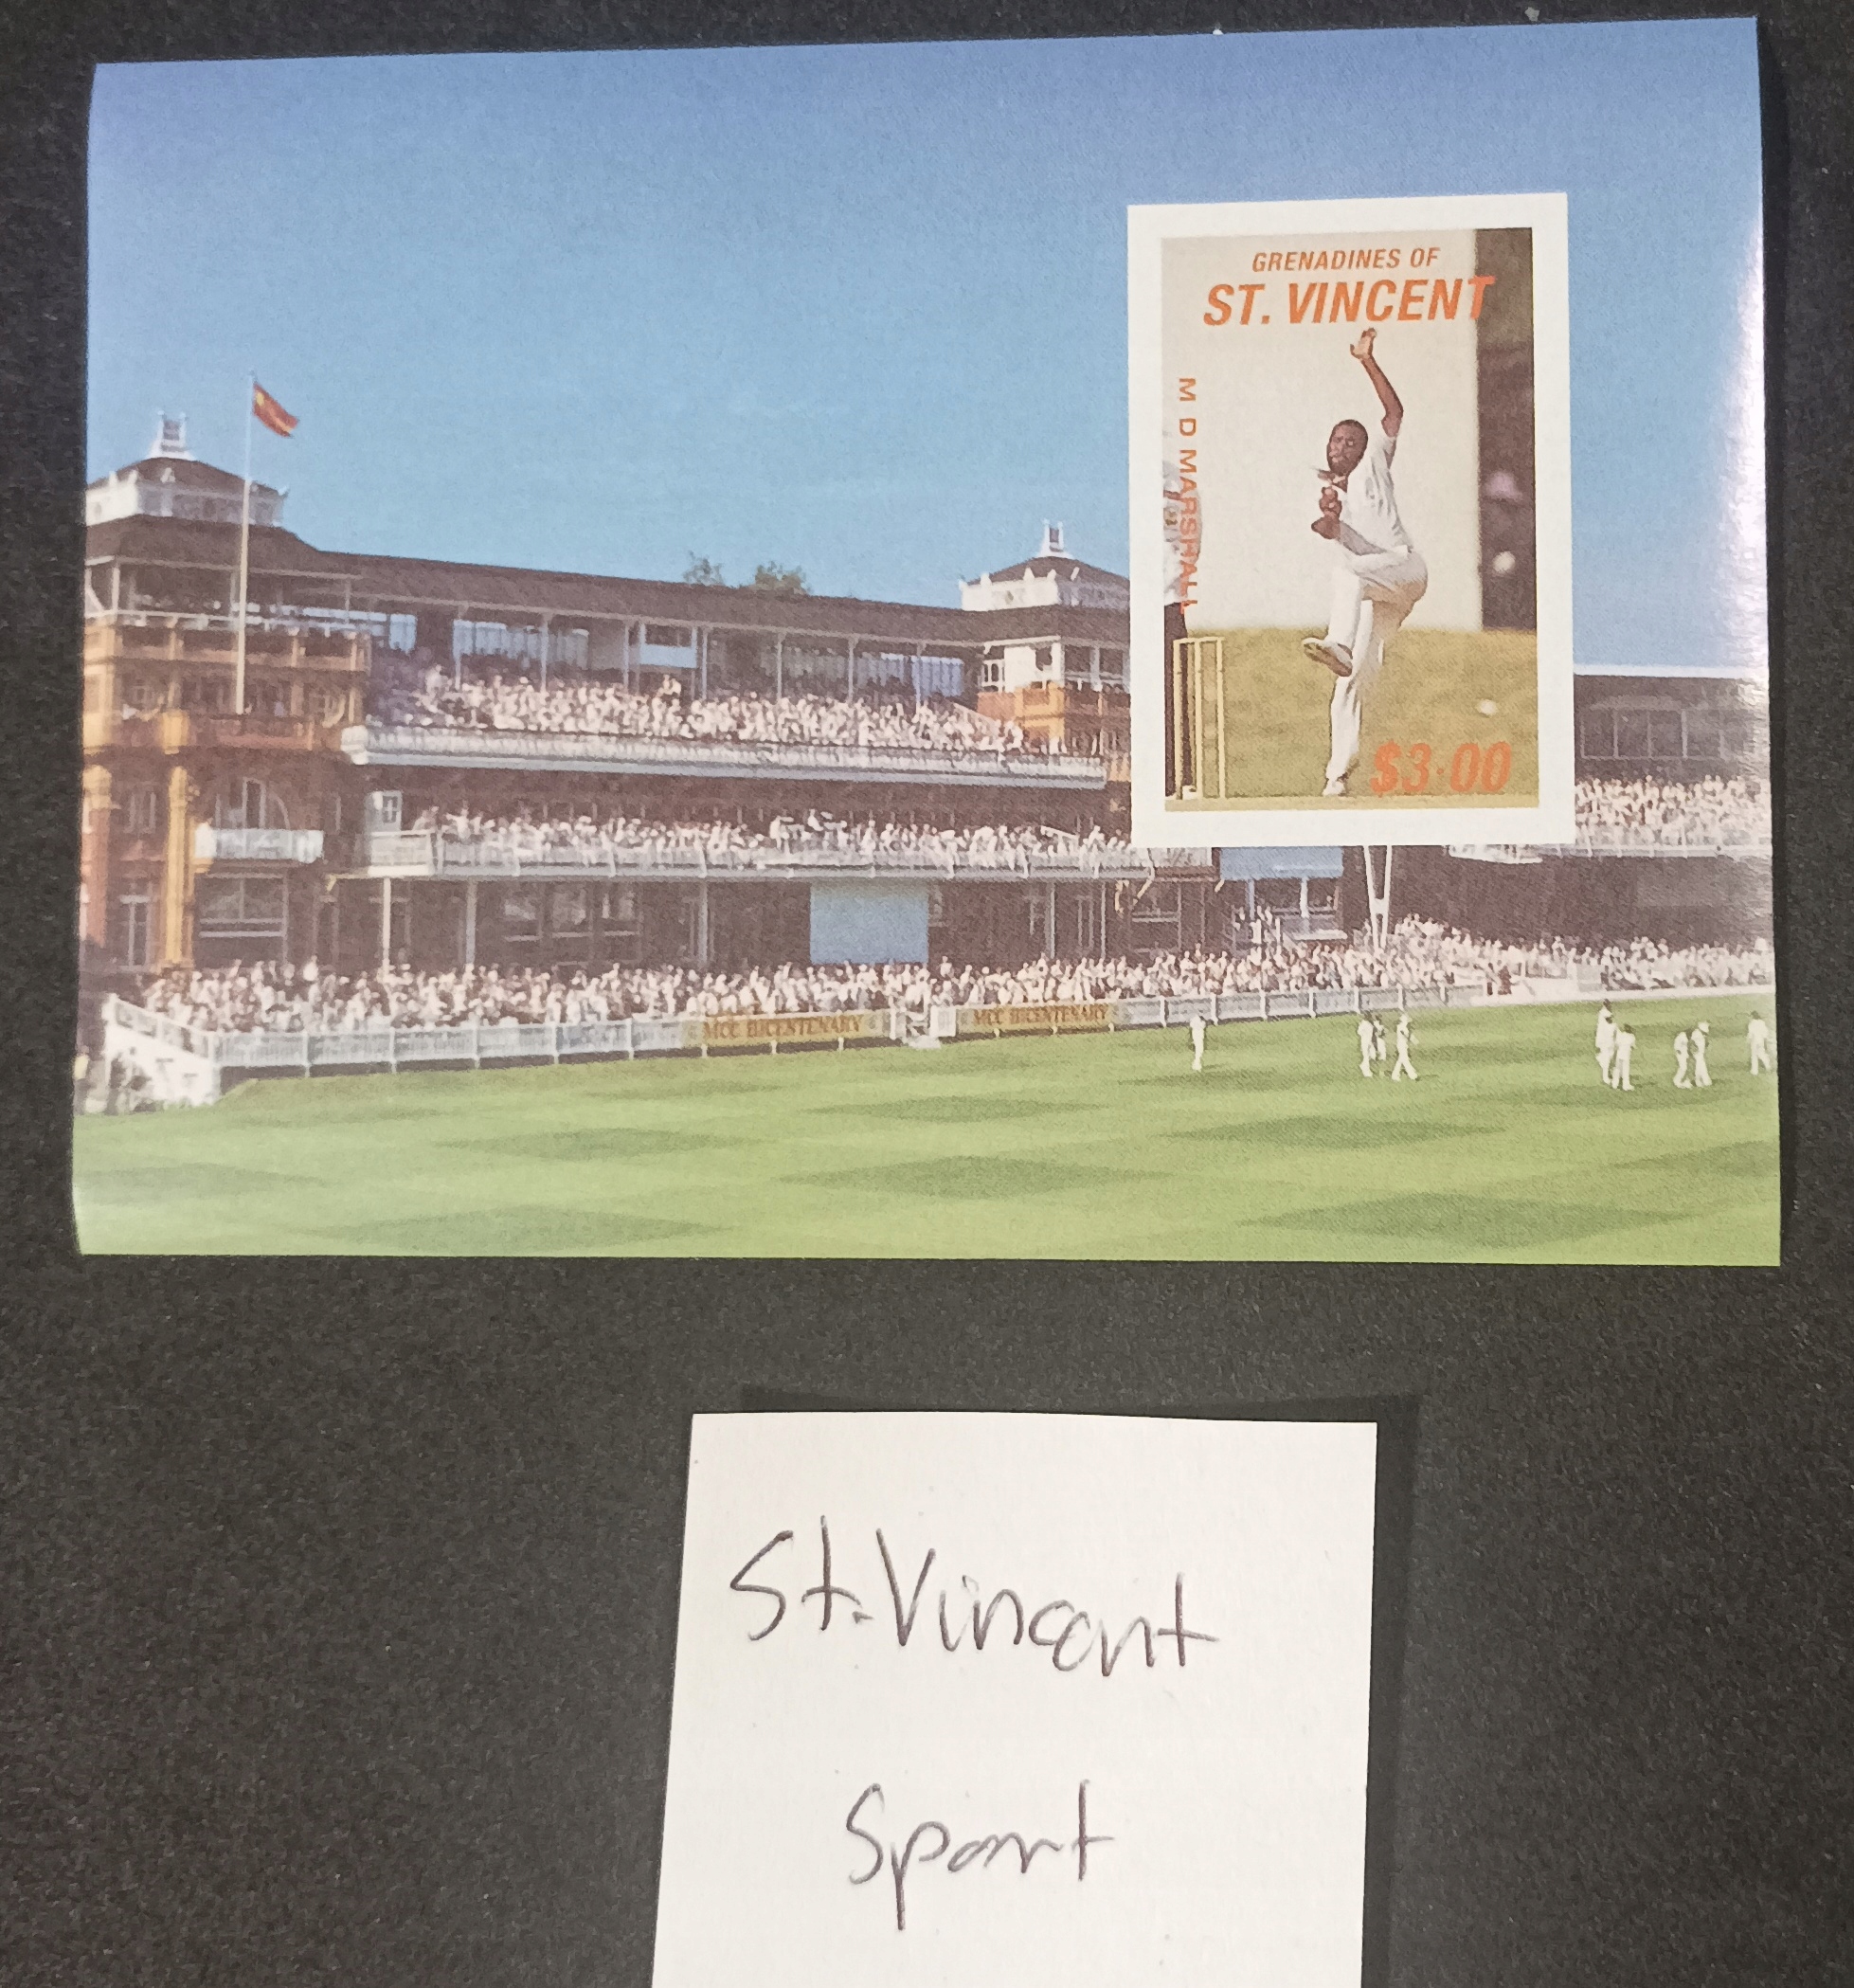 GRENADINES OF
ST. VINCENT
M D MARSHALL
$3·00
MCC BICENTENARY
MCC BICENTENARY
St. Vincent
Sport